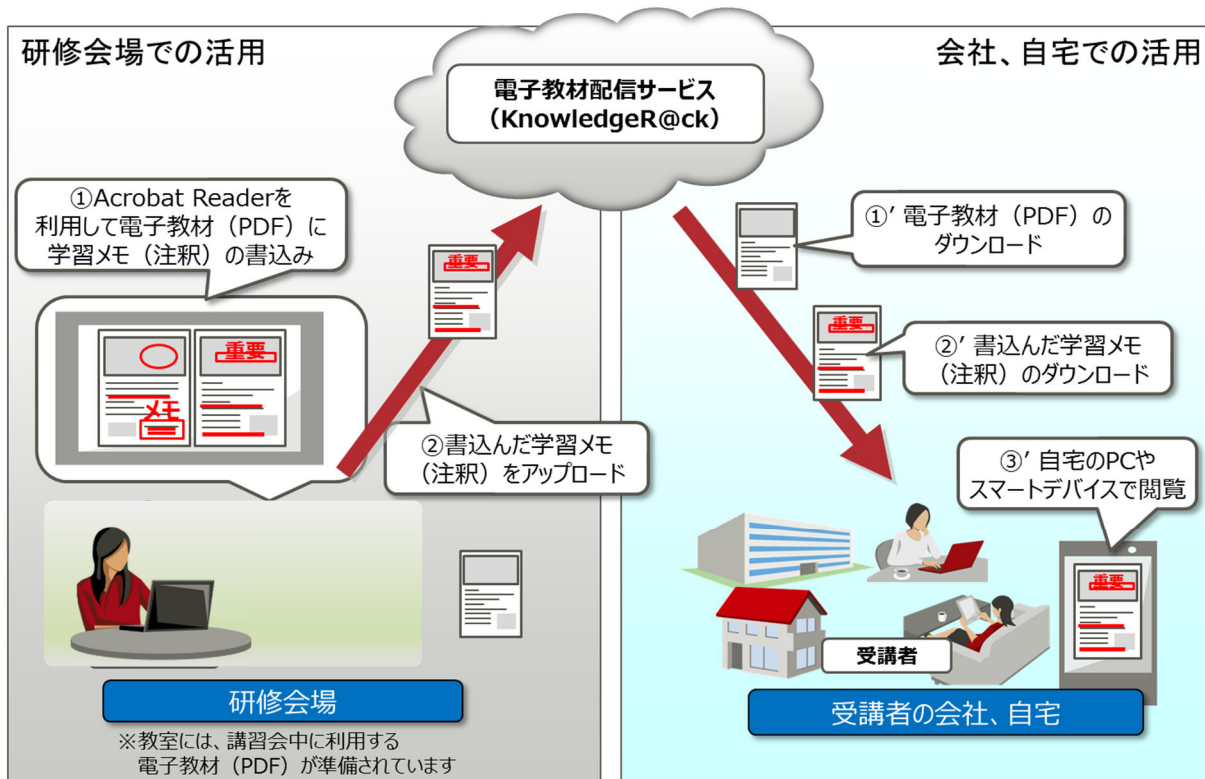 研修会場での活用
電子教材配信サービス
（KnowledgeR@ck）
会社、自宅での活用
①Acrobat Readerを
利用して電子教材（PDF）に
学習メモ（注釈）の書込み
重要
メモ
重要
②書込んだ学習メモ
（注釈）をアップロード
研修会場
※教室には、講習会中に利用する
電子教材（PDF）が準備されています
①’ 電子教材（PDF）の
ダウンロード
重要
②’ 書込んだ学習メモ
（注釈）のダウンロード
③’ 自宅のPCや
スマートデバイスで閲覧
重要
受講者
受講者の会社、自宅